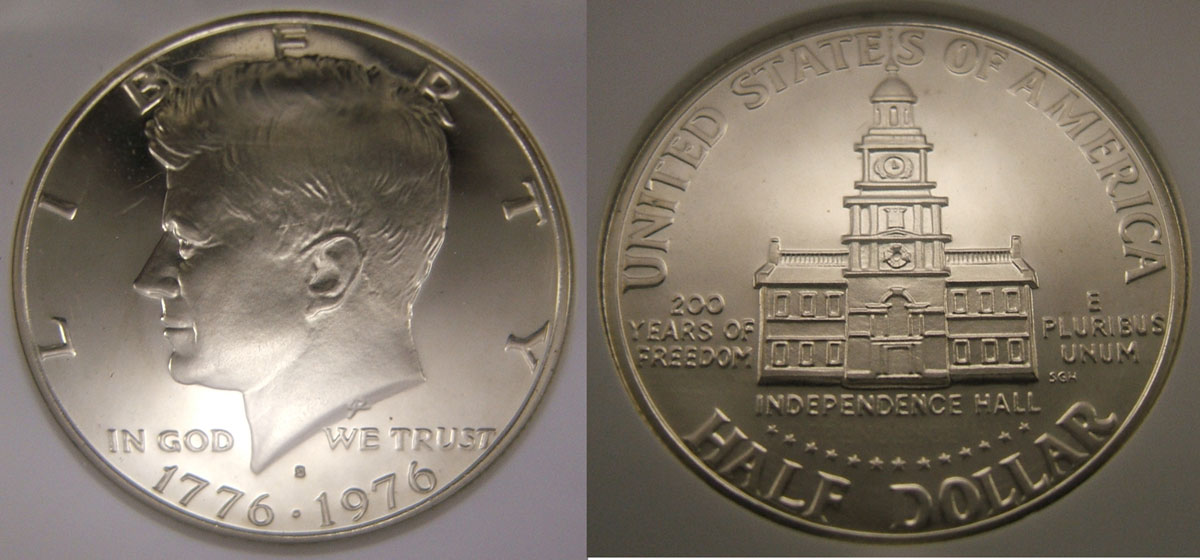 LIBERTY
IN GOD WE TRUST
S
1776 · 1976
UNITED STATES OF AMERICA
200
YEARS OF
FREEDOM
E
PLURIBUS
UNUM
SGH
INDEPENDENCE HALL
HALF DOLLAR